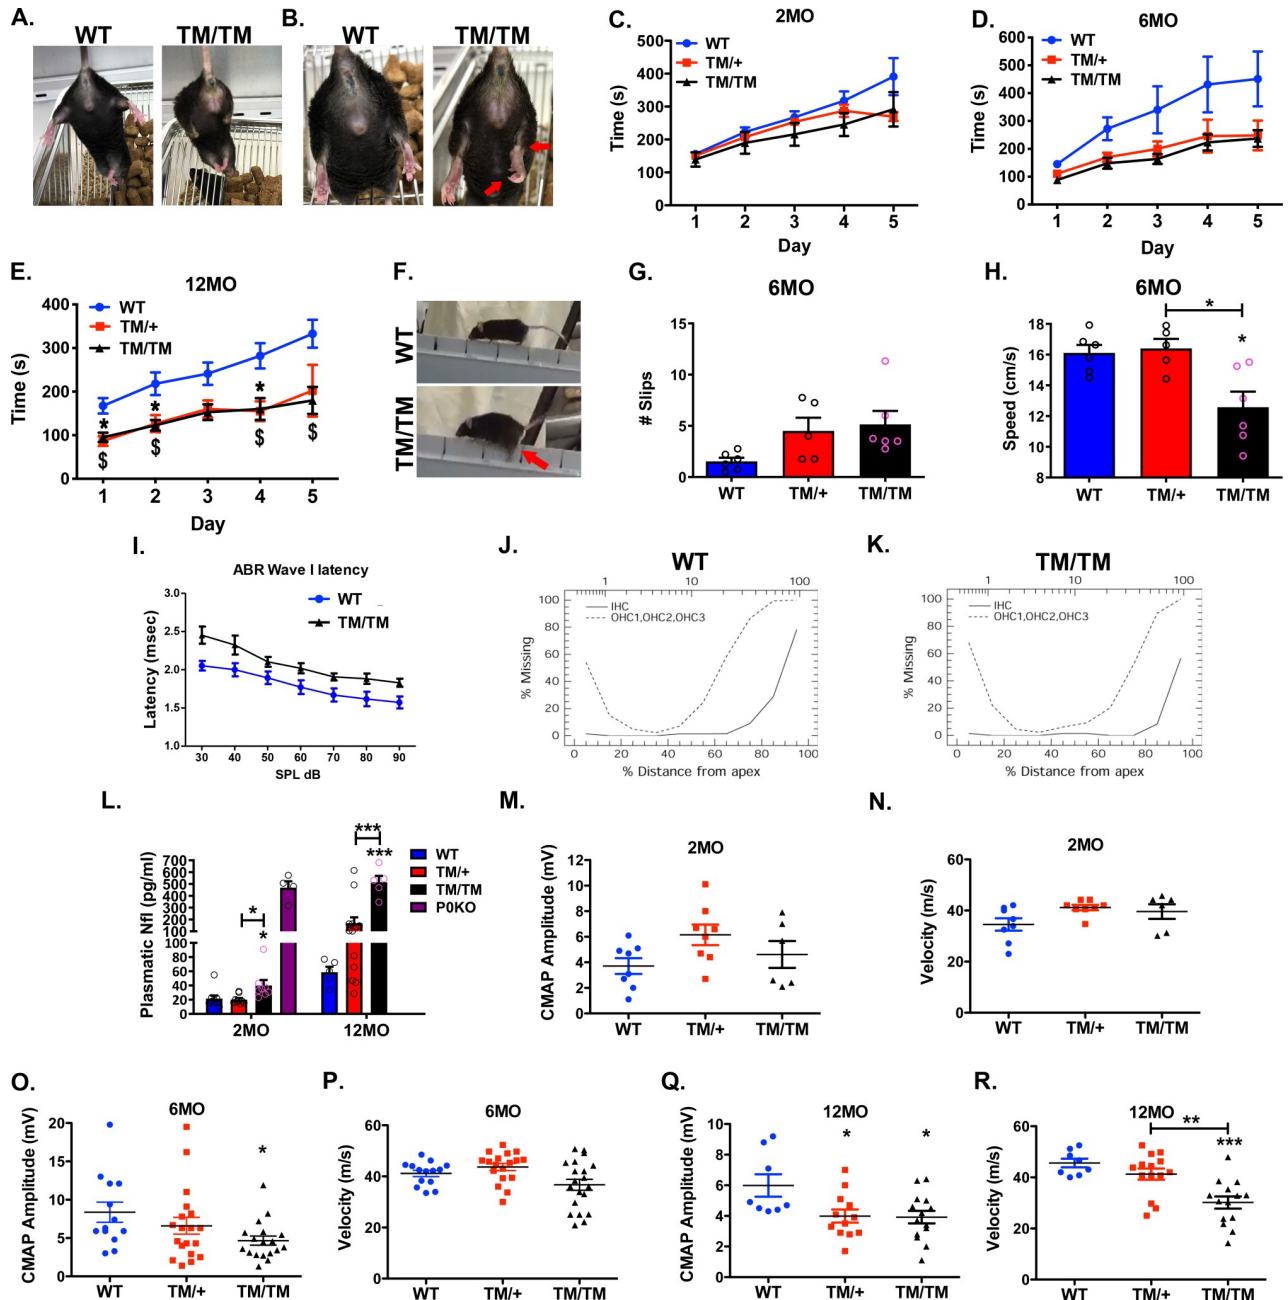 A.
WT TM/TM
B.
WT TM/TM
C.
2MO
WT
TM/+
TM/TM
Time (s)
500
400
300
200
100
0
1 2 3 4 5
Day
D.
6MO
WT
TM/+
TM/TM
Time (s)
600
500
400
300
200
100
0
1 2 3 4 5
Day
E.
12MO
WT
TM/+
TM/TM
Time (s)
400
300
200
100
0
* * *
$ $ $ $
1 2 3 4 5
Day
F.
WT
TM/TM
G.
6MO
# Slips
15
10
5
0
WT TM/+ TM/TM
H.
6MO
*
*
Speed (cm/s)
18
16
14
12
10
8
WT TM/+ TM/TM
I.
ABR Wave I latency
WT
TM/TM
Latency (msec)
3.0
2.5
2.0
1.5
1.0
30 40 50 60 70 80 90
SPL dB
J.
WT
1 10 100
IHC
OHC1,OHC2,OHC3
% Missing
100
80
60
40
20
0
0 20 40 60 80 100
% Distance from apex
K.
TM/TM
1 10 100
IHC
OHC1,OHC2,OHC3
% Missing
100
80
60
40
20
0
0 20 40 60 80 100
% Distance from apex
L.
Plasmatic Nfl (pg/ml)
700
600
500
400
300
200
100
100
80
60
40
20
0
*
*
***
***
WT
TM/+
TM/TM
P0KO
2MO 12MO
M.
2MO
CMAP Amplitude (mV)
12
10
8
6
4
2
0
WT TM/+ TM/TM
N.
2MO
Velocity (m/s)
60
40
20
0
WT TM/+ TM/TM
O.
6MO
CMAP Amplitude (mV)
20
15
10
5
0
*
WT TM/+ TM/TM
P.
6MO
Velocity (m/s)
60
40
20
0
WT TM/+ TM/TM
Q.
12MO
CMAP Amplitude (mV)
10
8
6
4
2
0
* *
WT TM/+ TM/TM
R.
12MO
**
***
Velocity (m/s)
60
40
20
0
WT TM/+ TM/TM